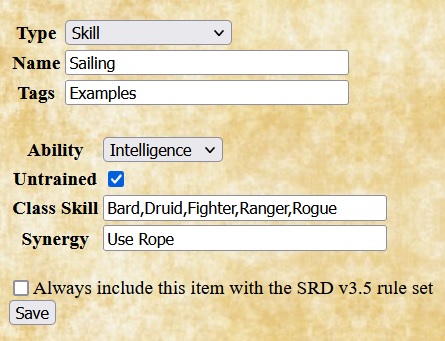 Type Skill
Name Sailing
Tags Examples
Ability Intelligence
Untrained
Class Skill Bard,Druid,Fighter,Ranger,Rogue
Synergy Use Rope
Always include this item with the SRD v3.5 rule set
Save